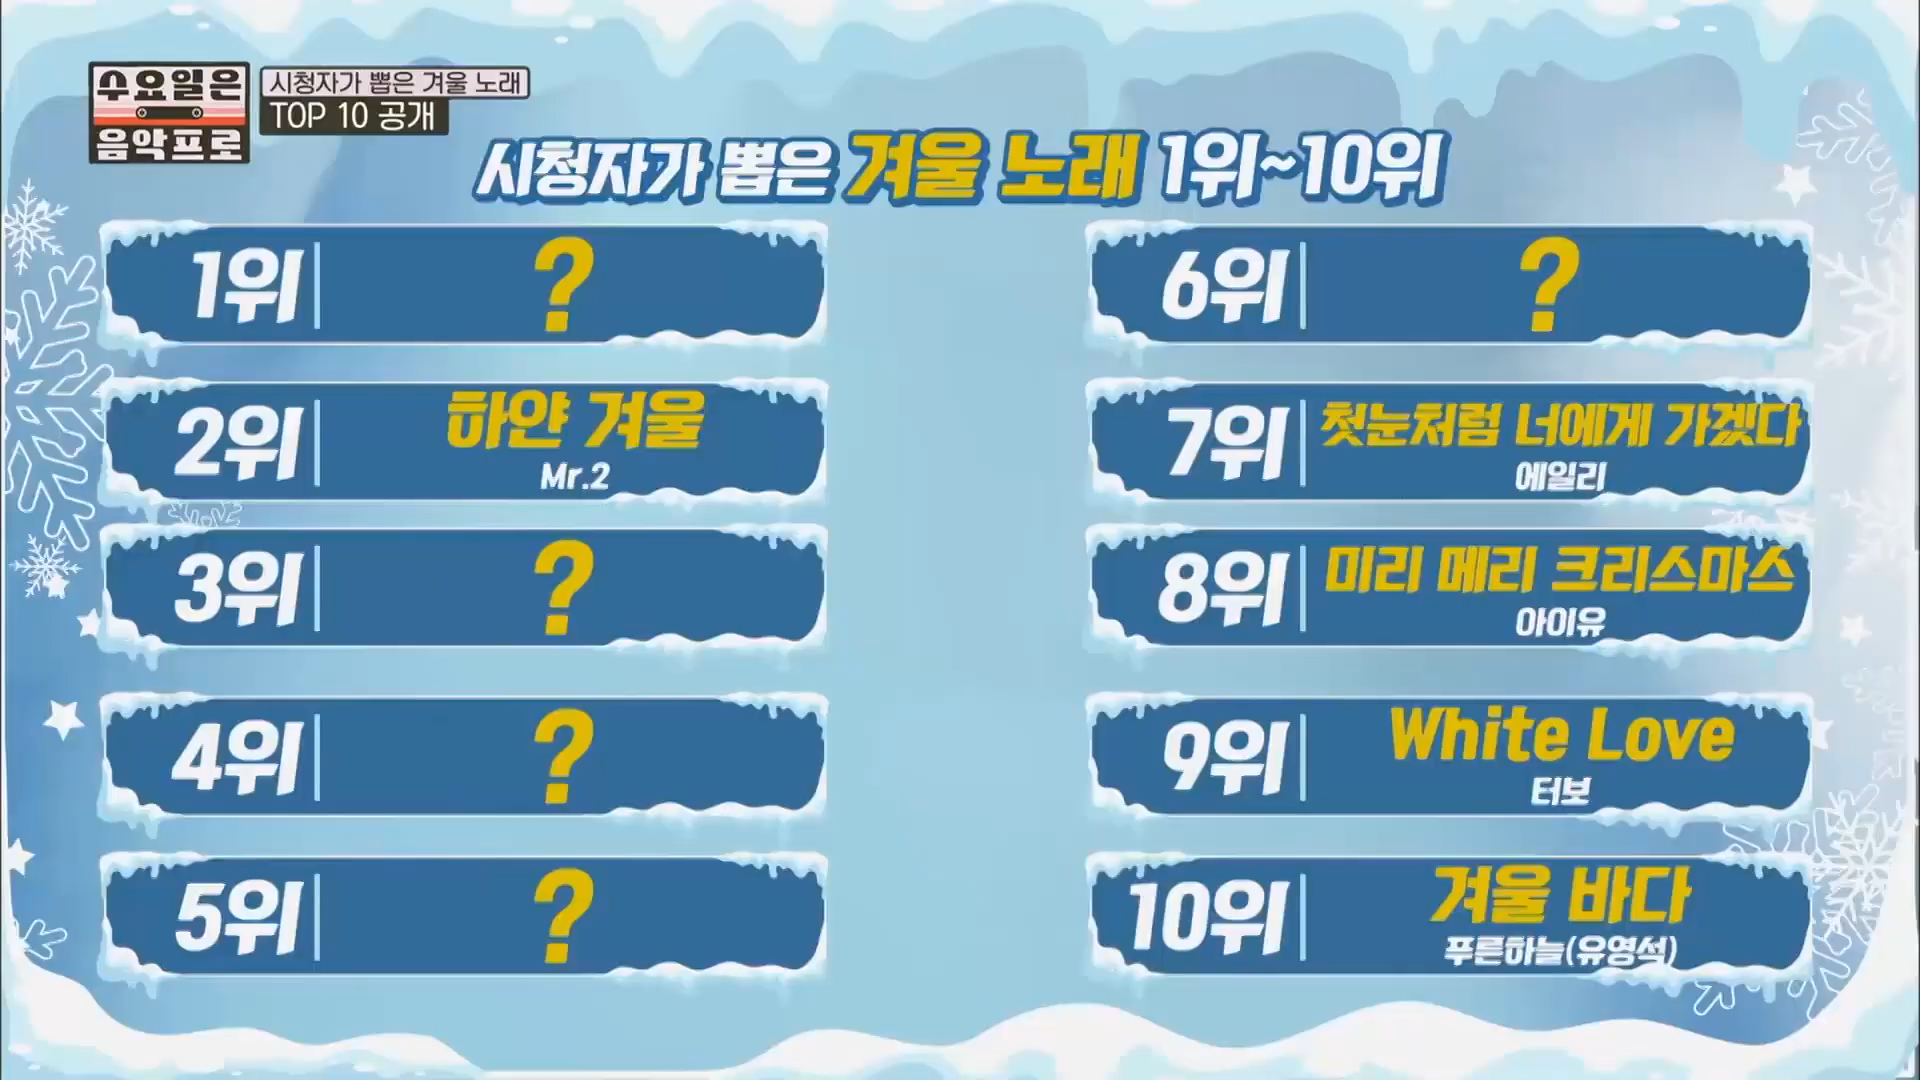 수요일은
음악프로
시청자가 뽑은 겨울 노래
TOP 10 공개
시청자가 뽑은 겨울 노래 1위~10위
1위 ?
2위 하얀 겨울
Mr.2
3위 ?
4위 ?
5위 ?
6위 ?
7위 첫눈처럼 너에게 가겠다
에일리
8위 미리 메리 크리스마스
아이유
9위 White Love
터보
10위 겨울 바다
푸른하늘(유영석)